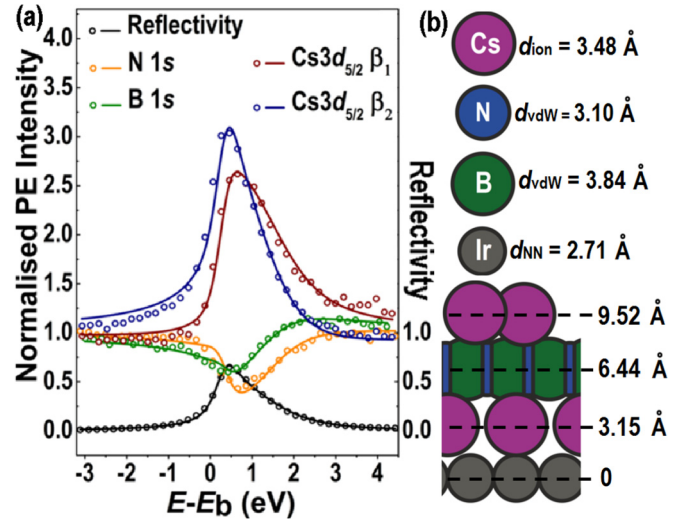 (a)
Reflectivity
N 1s
B 1s
Cs3d5/2 β1
Cs3d5/2 β2
Normalised PE Intensity
4.0
3.5
3.0
2.5
2.0
1.5
1.0
0.5
0.0
Reflectivity
1.0
0.5
0.0
-3 -2 -1 0 1 2 3 4
E-Eb (eV)
(b)
Cs dion = 3.48 Å
N dvdW = 3.10 Å
B dvdW = 3.84 Å
Ir dNN = 2.71 Å
9.52 Å
6.44 Å
3.15 Å
0